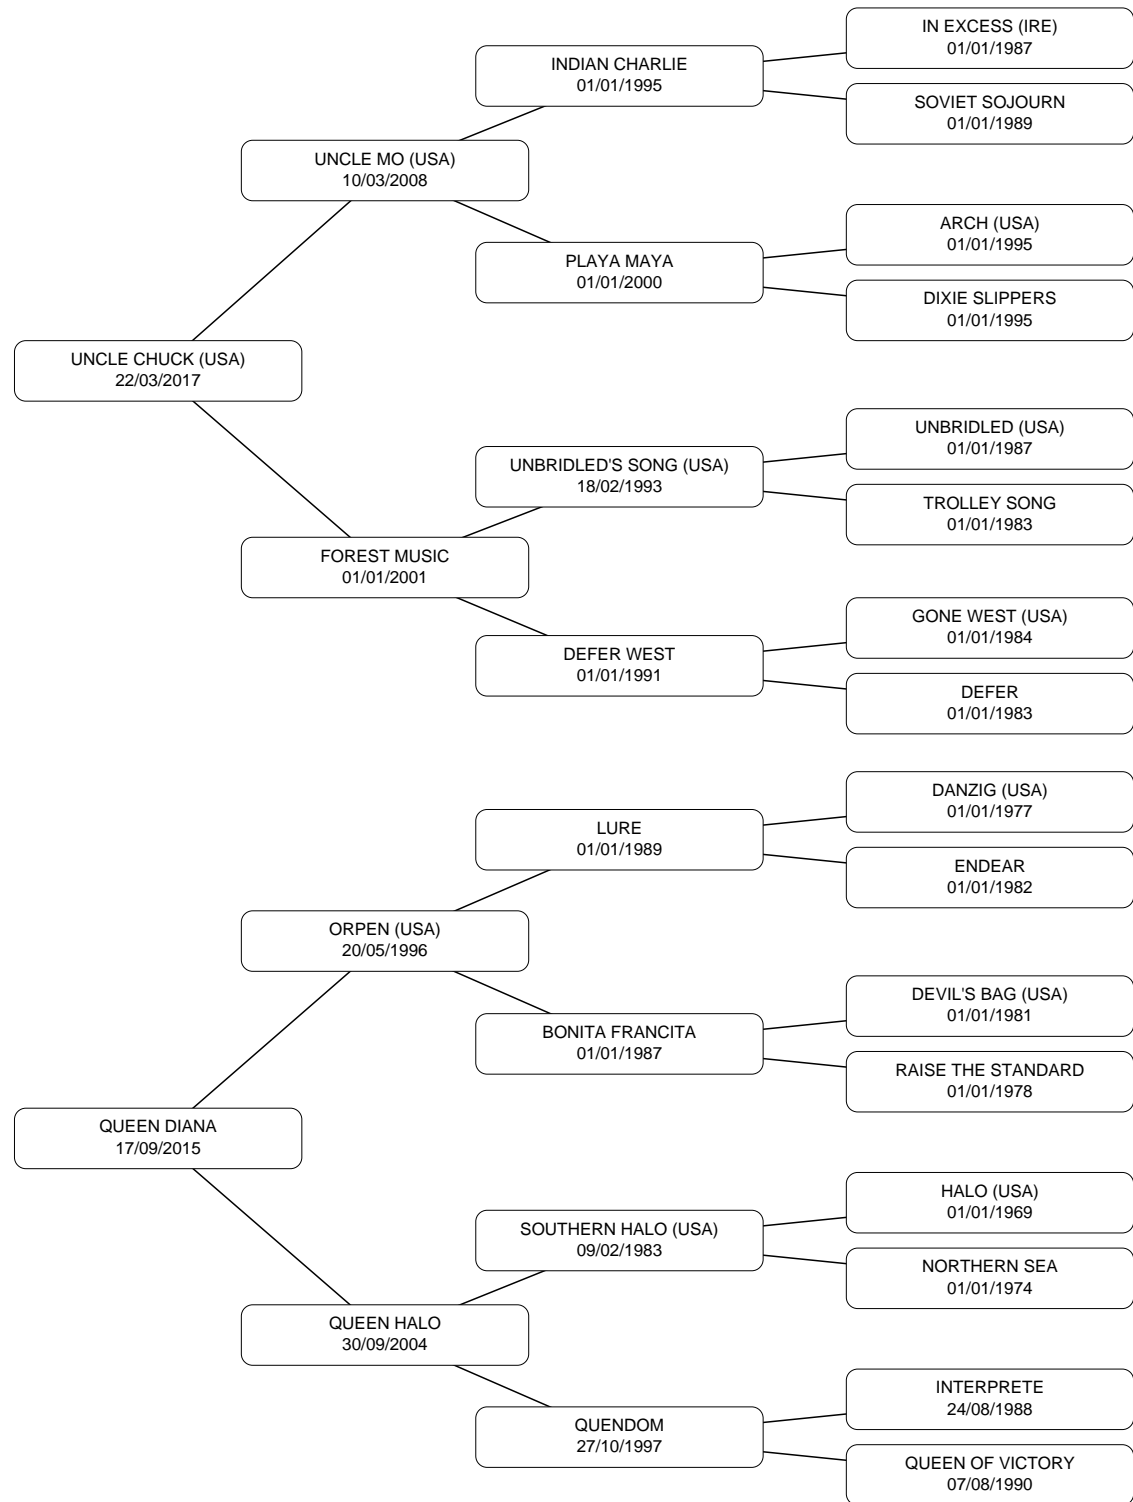 IN EXCESS (IRE)
01/01/1987
INDIAN CHARLIE
01/01/1995
SOVIET SOJOURN
01/01/1989
UNCLE MO (USA)
10/03/2008
ARCH (USA)
01/01/1995
PLAYA MAYA
01/01/2000
DIXIE SLIPPERS
01/01/1995
UNCLE CHUCK (USA)
22/03/2017
UNBRIDLED (USA)
01/01/1987
UNBRIDLED'S SONG (USA)
18/02/1993
TROLLEY SONG
01/01/1983
FOREST MUSIC
01/01/2001
GONE WEST (USA)
01/01/1984
DEFER WEST
01/01/1991
DEFER
01/01/1983
DANZIG (USA)
01/01/1977
LURE
01/01/1989
ENDEAR
01/01/1982
ORPEN (USA)
20/05/1996
DEVIL'S BAG (USA)
01/01/1981
BONITA FRANCITA
01/01/1987
RAISE THE STANDARD
01/01/1978
QUEEN DIANA
17/09/2015
HALO (USA)
01/01/1969
SOUTHERN HALO (USA)
09/02/1983
NORTHERN SEA
01/01/1974
QUEEN HALO
30/09/2004
INTERPRETE
24/08/1988
QUENDOM
27/10/1997
QUEEN OF VICTORY
07/08/1990